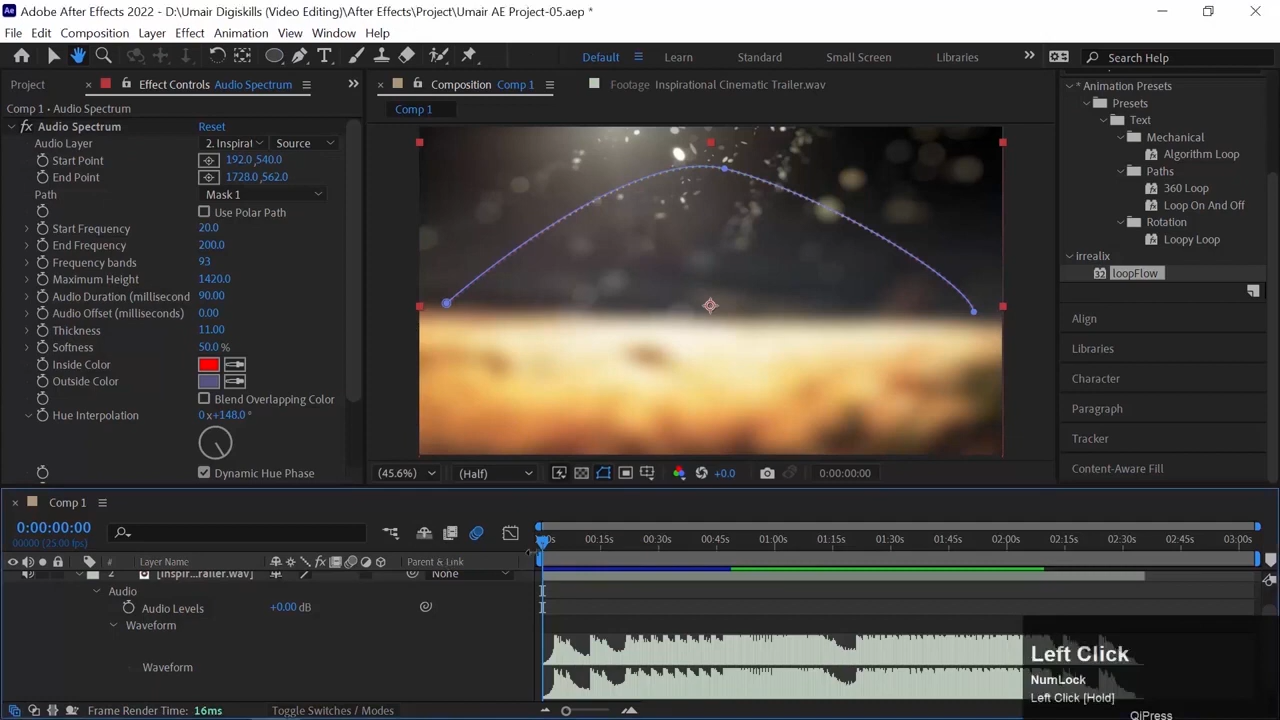 Adobe After Effects 2022 - D:\Umair Digiskills (Video Editing)\After Effects\Project\Umair AE Project-05.aep *
File Edit Composition Layer Effect Animation View Window Help
Default Learn Standard Small Screen Libraries Search Help
Project Effect Controls Audio Spectrum
Composition Comp 1
Footage Inspirational Cinematic Trailer.wav
* Animation Presets
Comp 1 • Audio Spectrum
Comp 1
Presets
Text
Mechanical
Algorithm Loop
Paths
360 Loop
Loop On And Off
Rotation
Loopy Loop
irrealix
loopFlow
Align
Libraries
Character
Paragraph
Tracker
Content-Aware Fill
fx Audio Spectrum Reset
Audio Layer 2. Inspiral Source
Start Point 192.0,540.0
End Point 1728.0,562.0
Path Mask 1
Use Polar Path
Start Frequency 20.0
End Frequency 200.0
Frequency bands 93
Maximum Height 1420.0
Audio Duration (millisecond 90.00
Audio Offset (milliseconds) 0.00
Thickness 11.00
Softness 50.0 %
Inside Color
Outside Color
Blend Overlapping Color
Hue Interpolation 0x+148.0°
Dynamic Hue Phase
(45.6%) (Half) +0.0 0:00:00:00
Comp 1
0:00:00:00
00000 (25.00 fps)
00s 00:15s 00:30s 00:45s 01:00s 01:15s 01:30s 01:45s 02:00s 02:15s 02:30s 02:45s 03:00s
# Layer Name fx Parent & Link
2 [Inspir...railer.wav] None
Audio
Audio Levels +0.00 dB
Waveform
Waveform
Left Click
NumLock
Left Click [Hold]
QiPress
Frame Render Time: 16ms Toggle Switches / Modes